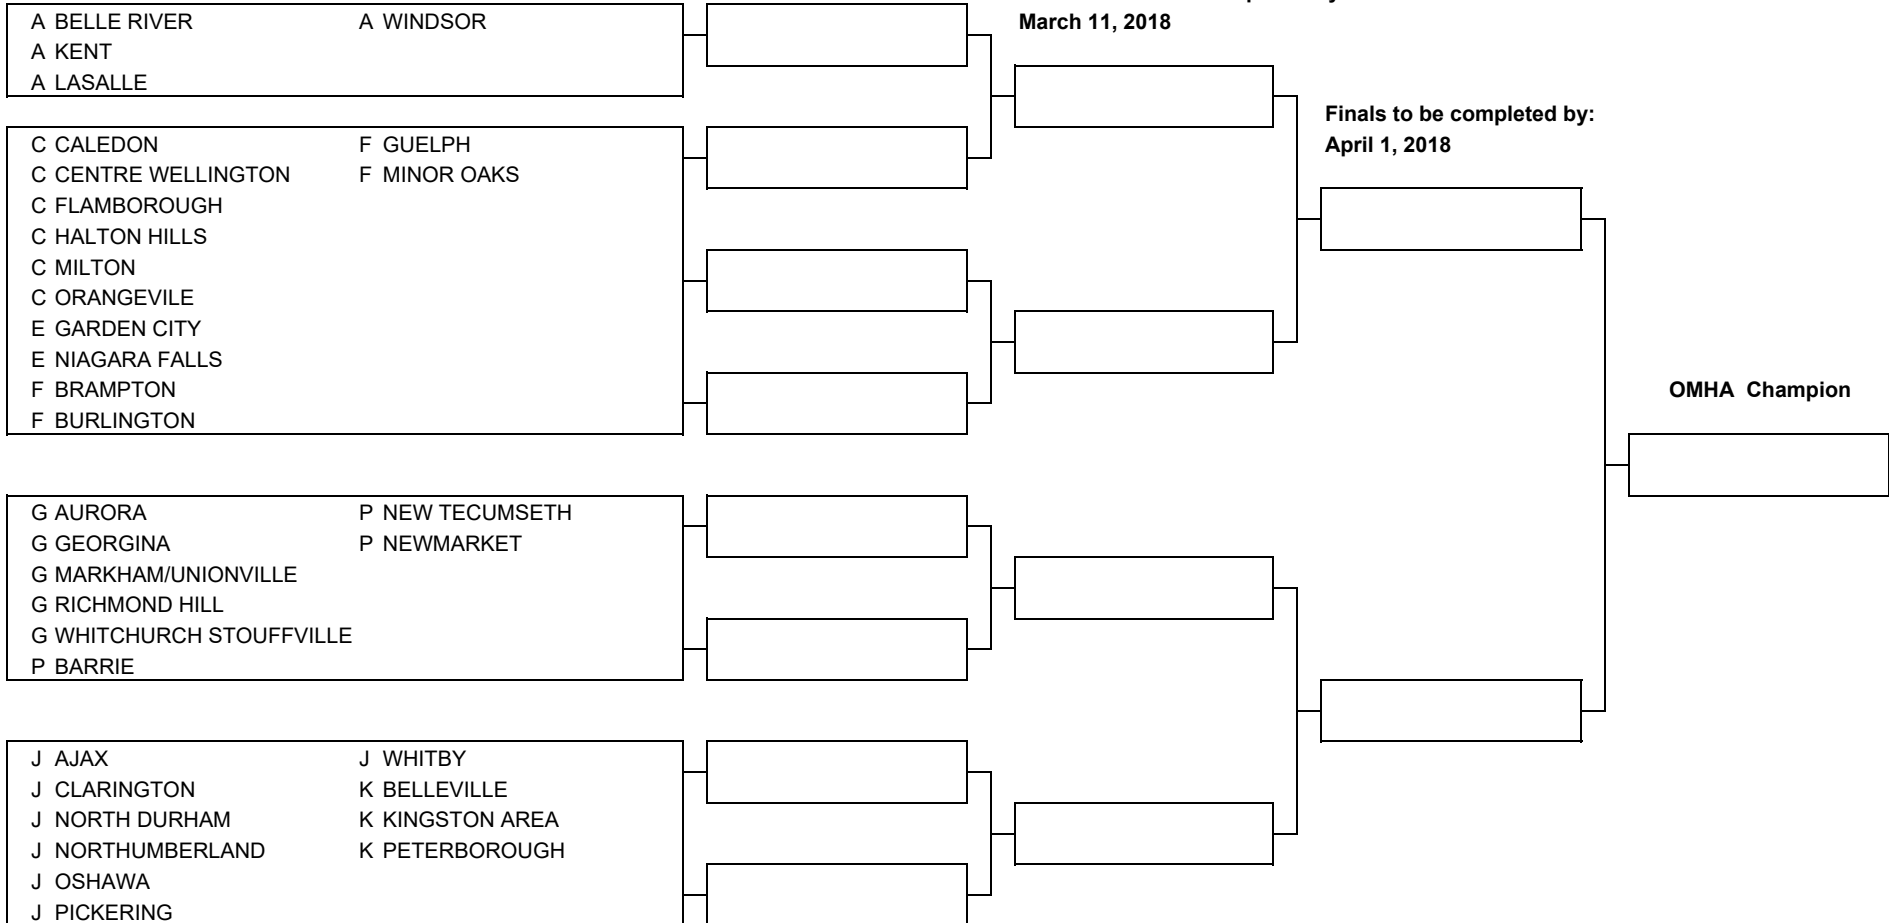 A BELLE RIVER A WINDSOR
A KENT
A LASALLE
March 11, 2018
Finals to be completed by:
April 1, 2018
C CALEDON F GUELPH
C CENTRE WELLINGTON F MINOR OAKS
C FLAMBOROUGH
C HALTON HILLS
C MILTON
C ORANGEVILE
E GARDEN CITY
E NIAGARA FALLS
F BRAMPTON
F BURLINGTON
OMHA Champion
G AURORA P NEW TECUMSETH
G GEORGINA P NEWMARKET
G MARKHAM/UNIONVILLE
G RICHMOND HILL
G WHITCHURCH STOUFFVILLE
P BARRIE
J AJAX J WHITBY
J CLARINGTON K BELLEVILLE
J NORTH DURHAM K KINGSTON AREA
J NORTHUMBERLAND K PETERBOROUGH
J OSHAWA
J PICKERING